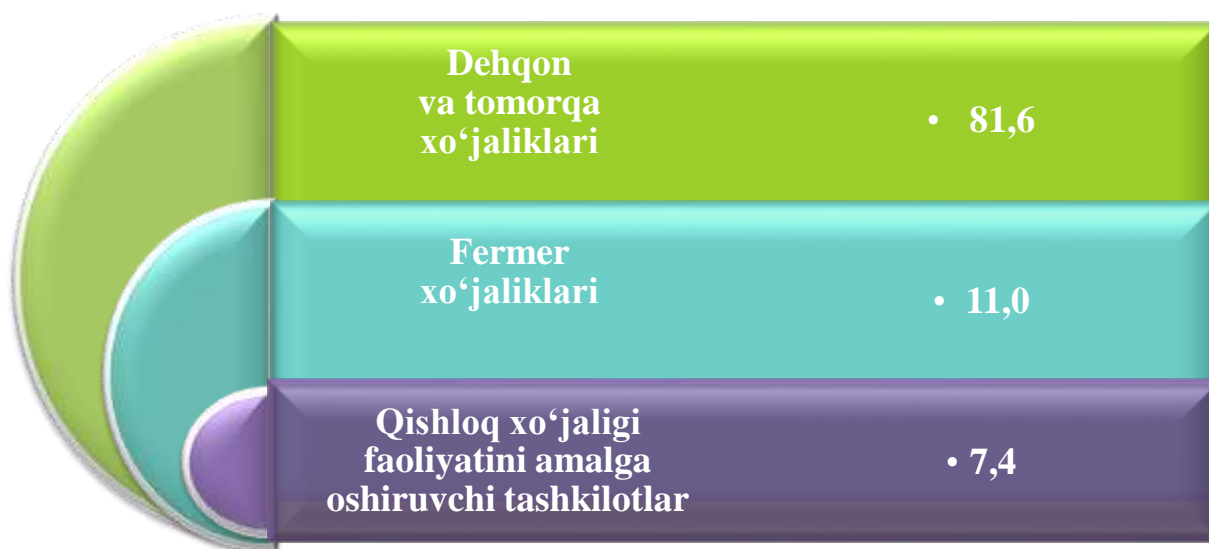 Dehqon
va tomorqa
xo‘jaliklari
• 81,6
Fermer
xo‘jaliklari
• 11,0
Qishloq xo‘jaligi
faoliyatini amalga
oshiruvchi tashkilotlar
• 7,4